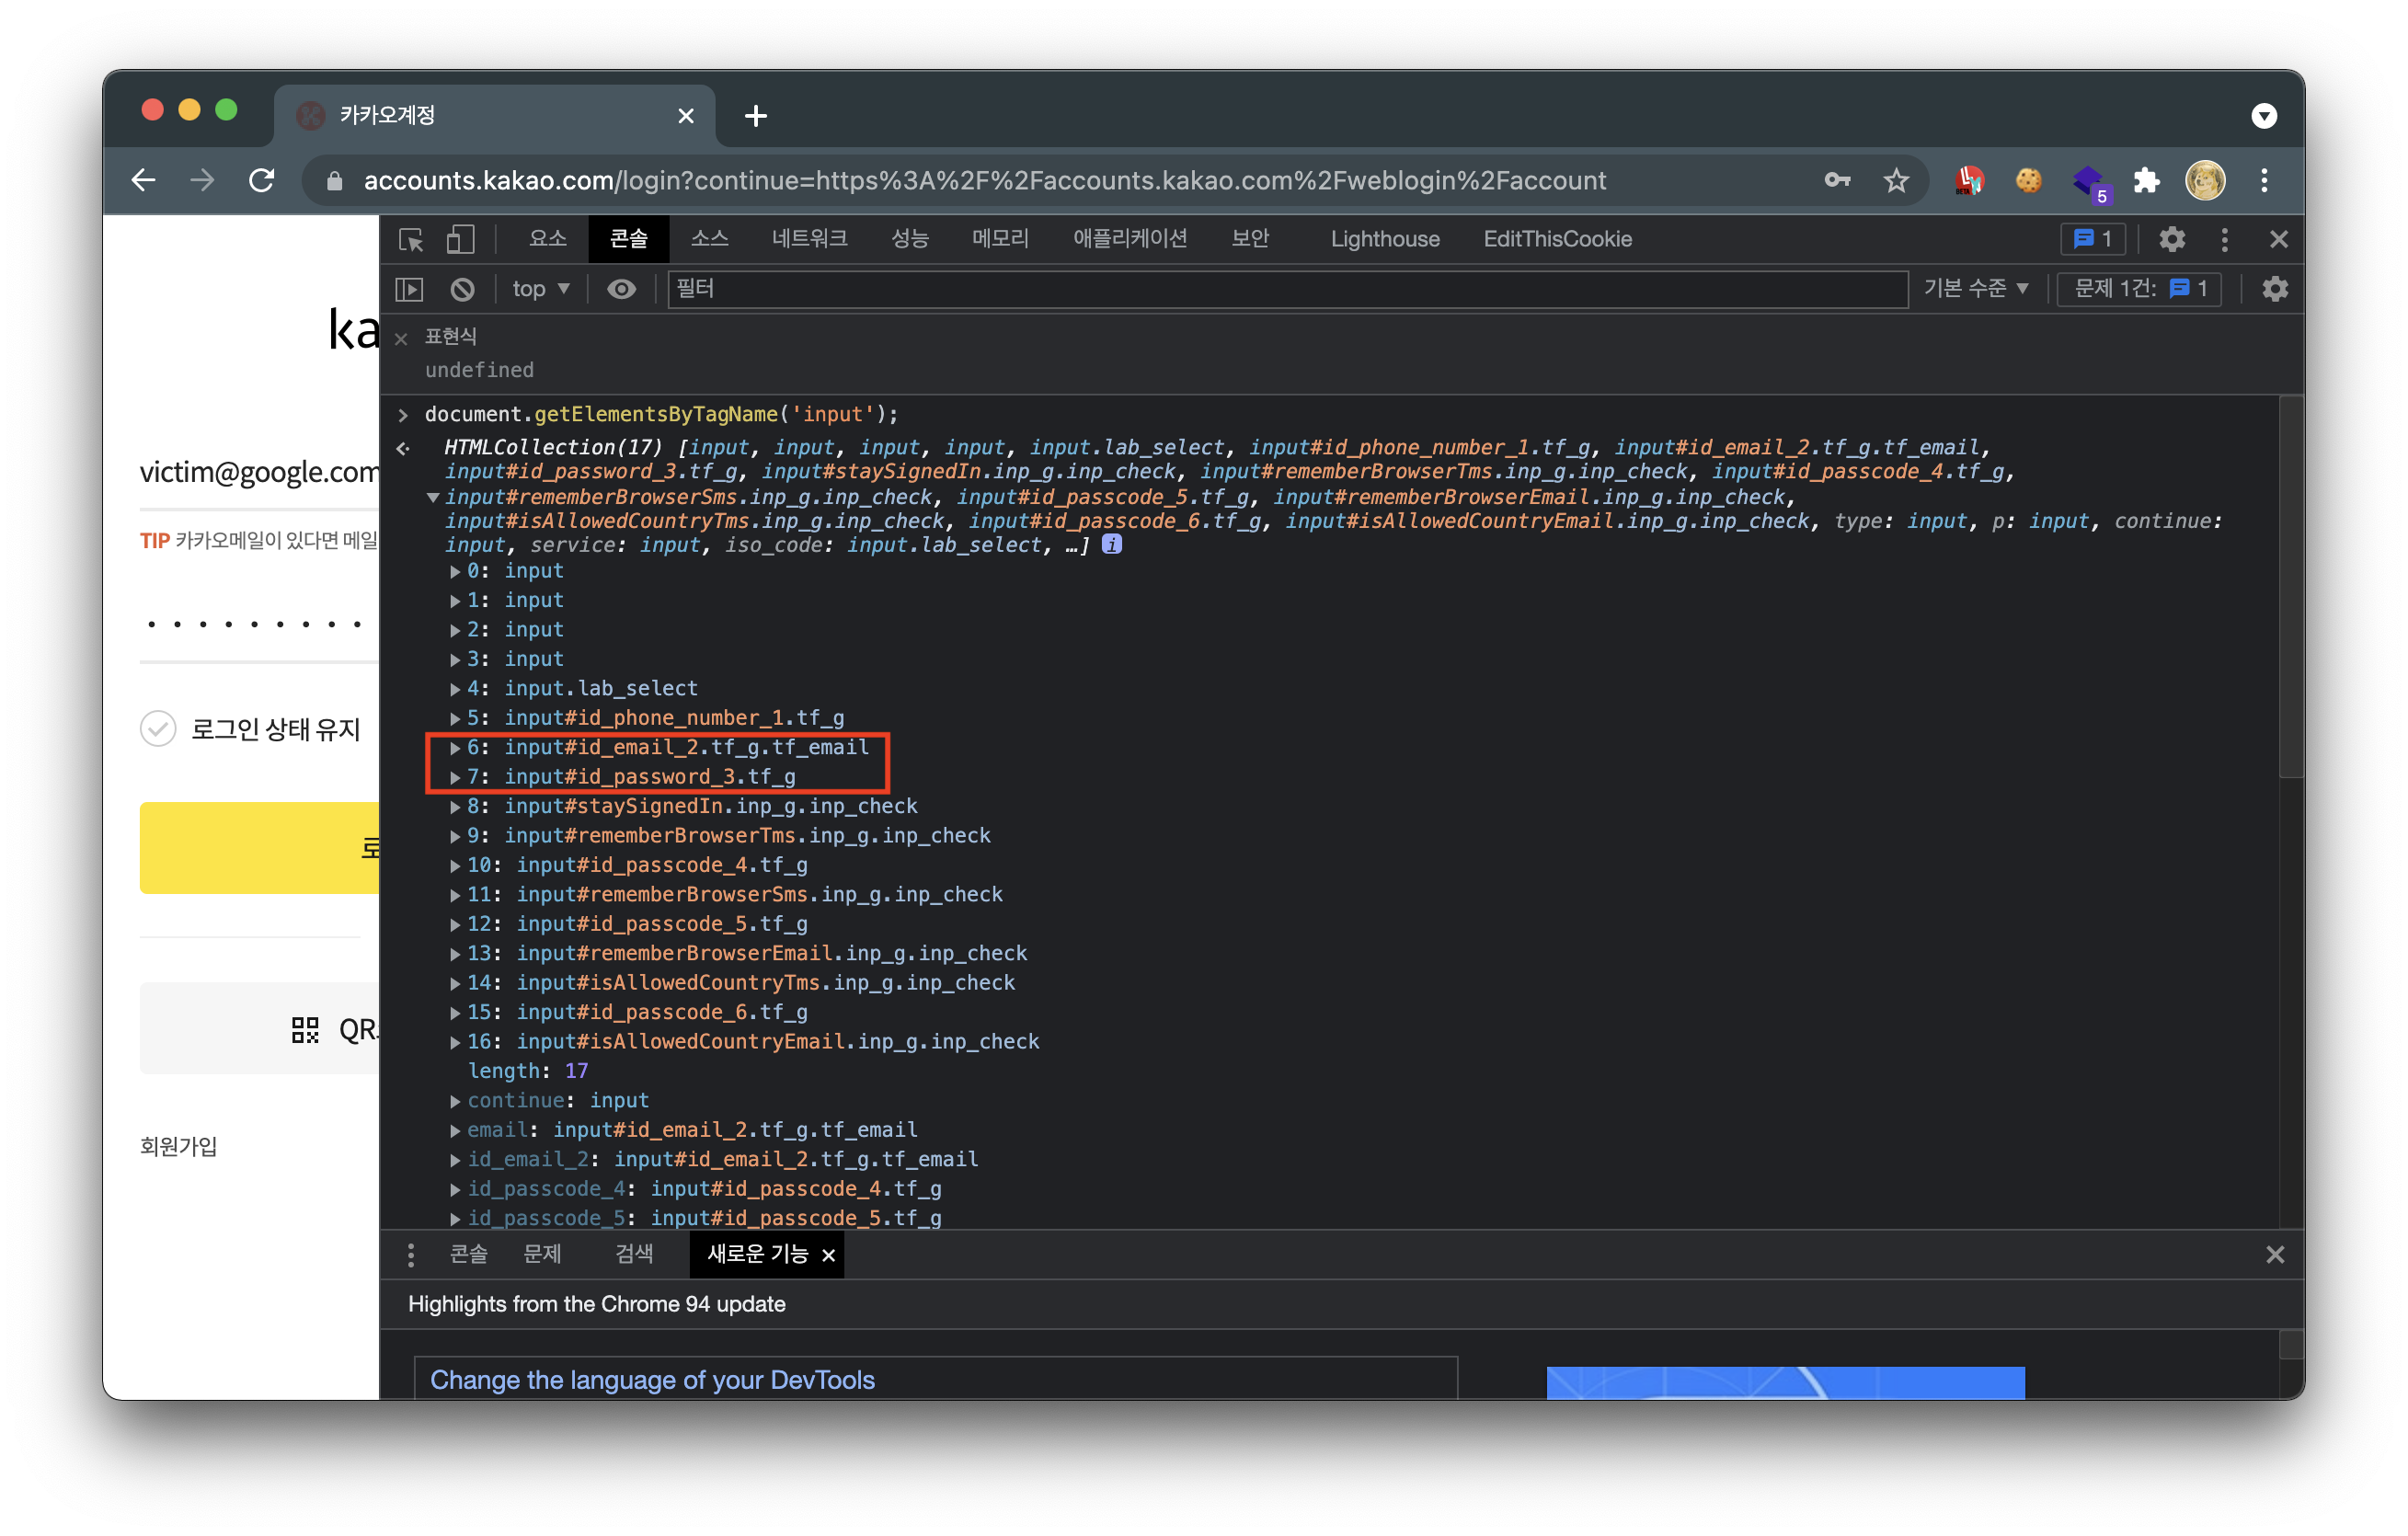 카카오계정
accounts.kakao.com/login?continue=https%3A%2F%2Faccounts.kakao.com%2Fweblogin%2Faccount
5
요소 콘솔 소스 네트워크 성능 메모리 애플리케이션 보안 Lighthouse EditThisCookie 1
top 필터 기본 수준 문제 1건: 1
표현식
undefined
ka
victim@google.com
TIP 카카오메일이 있다면 메일
로그인 상태 유지
로
QR
회원가입
document.getElementsByTagName('input');
HTMLCollection(17) [input, input, input, input, input.lab_select, input#id_phone_number_1.tf_g, input#id_email_2.tf_g.tf_email,
input#id_password_3.tf_g, input#staySignedIn.inp_g.inp_check, input#rememberBrowserTms.inp_g.inp_check, input#id_passcode_4.tf_g,
input#rememberBrowserSms.inp_g.inp_check, input#id_passcode_5.tf_g, input#rememberBrowserEmail.inp_g.inp_check,
input#isAllowedCountryTms.inp_g.inp_check, input#id_passcode_6.tf_g, input#isAllowedCountryEmail.inp_g.inp_check, type: input, p: input, continue:
input, service: input, iso_code: input.lab_select, …] i
0: input
1: input
2: input
3: input
4: input.lab_select
5: input#id_phone_number_1.tf_g
6: input#id_email_2.tf_g.tf_email
7: input#id_password_3.tf_g
8: input#staySignedIn.inp_g.inp_check
9: input#rememberBrowserTms.inp_g.inp_check
10: input#id_passcode_4.tf_g
11: input#rememberBrowserSms.inp_g.inp_check
12: input#id_passcode_5.tf_g
13: input#rememberBrowserEmail.inp_g.inp_check
14: input#isAllowedCountryTms.inp_g.inp_check
15: input#id_passcode_6.tf_g
16: input#isAllowedCountryEmail.inp_g.inp_check
length: 17
continue: input
email: input#id_email_2.tf_g.tf_email
id_email_2: input#id_email_2.tf_g.tf_email
id_passcode_4: input#id_passcode_4.tf_g
id_passcode_5: input#id_passcode_5.tf_g
콘솔 문제 검색 새로운 기능
Highlights from the Chrome 94 update
Change the language of your DevTools